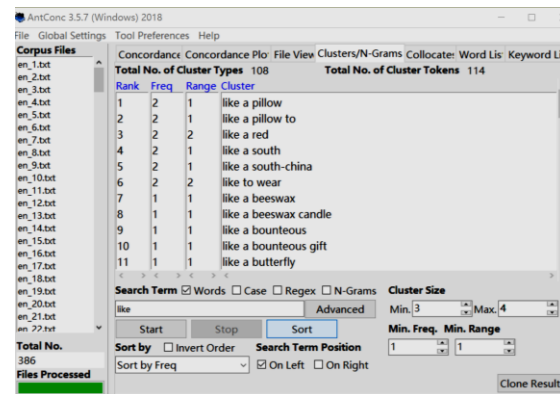 AntConc 3.5.7 (Windows) 2018
File Global Settings Tool Preferences Help
Corpus Files
en_1.txt
en_2.txt
en_3.txt
en_4.txt
en_5.txt
en_6.txt
en_7.txt
en_8.txt
en_9.txt
en_10.txt
en_11.txt
en_12.txt
en_13.txt
en_14.txt
en_15.txt
en_16.txt
en_17.txt
en_18.txt
en_19.txt
en_20.txt
en_21.txt
en_22.txt
Total No.
386
Files Processed
Concordance Concordance Plo File View Clusters/N-Grams Collocate Word Lis Keyword Li
Total No. of Cluster Types 108 Total No. of Cluster Tokens 114
Rank Freq Range Cluster
1 2 1 like a pillow
2 2 1 like a pillow to
3 2 2 like a red
4 2 1 like a south
5 2 1 like a south-china
6 2 2 like to wear
7 1 1 like a beeswax
8 1 1 like a beeswax candle
9 1 1 like a bounteous
10 1 1 like a bounteous gift
11 1 1 like a butterfly
Search Term Words Case Regex N-Grams Cluster Size
like Advanced Min. 3 Max. 4
Start Stop Sort Min. Freq. Min. Range
Sort by Invert Order Search Term Position 1 1
Sort by Freq On Left On Right
Clone Result